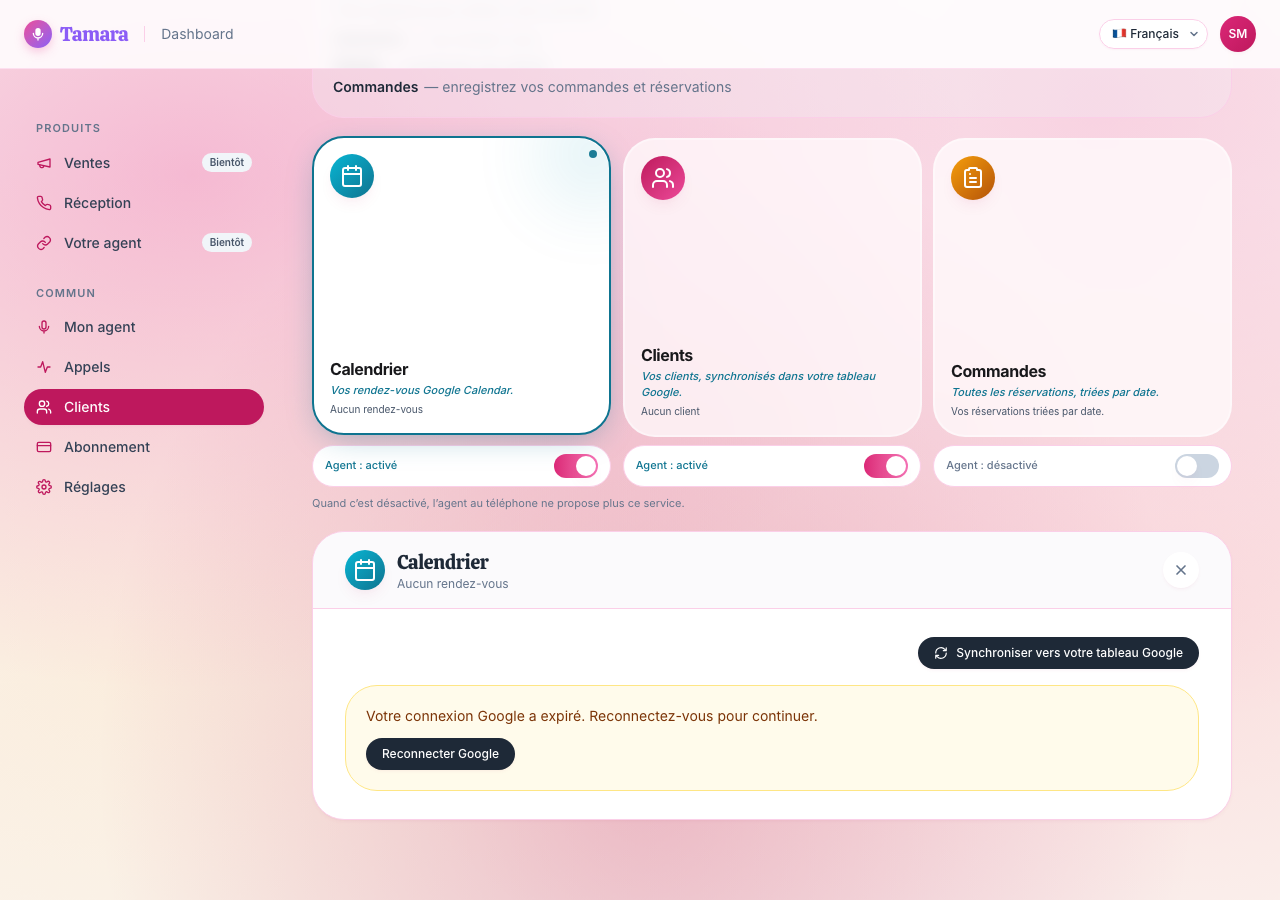 Tamara
Dashboard
Français
SM
Commandes — enregistrez vos commandes et réservations
PRODUITS
Ventes
Bientôt
Réception
Votre agent
Bientôt
COMMUN
Mon agent
Appels
Clients
Abonnement
Réglages
Calendrier
Vos rendez-vous Google Calendar.
Aucun rendez-vous
Clients
Vos clients, synchronisés dans votre tableau
Google.
Aucun client
Commandes
Toutes les réservations, triées par date.
Vos réservations triées par date.
Agent : activé
Agent : activé
Agent : désactivé
Quand c’est désactivé, l’agent au téléphone ne propose plus ce service.
Calendrier
Aucun rendez-vous
Synchroniser vers votre tableau Google
Votre connexion Google a expiré. Reconnectez-vous pour continuer.
Reconnecter Google